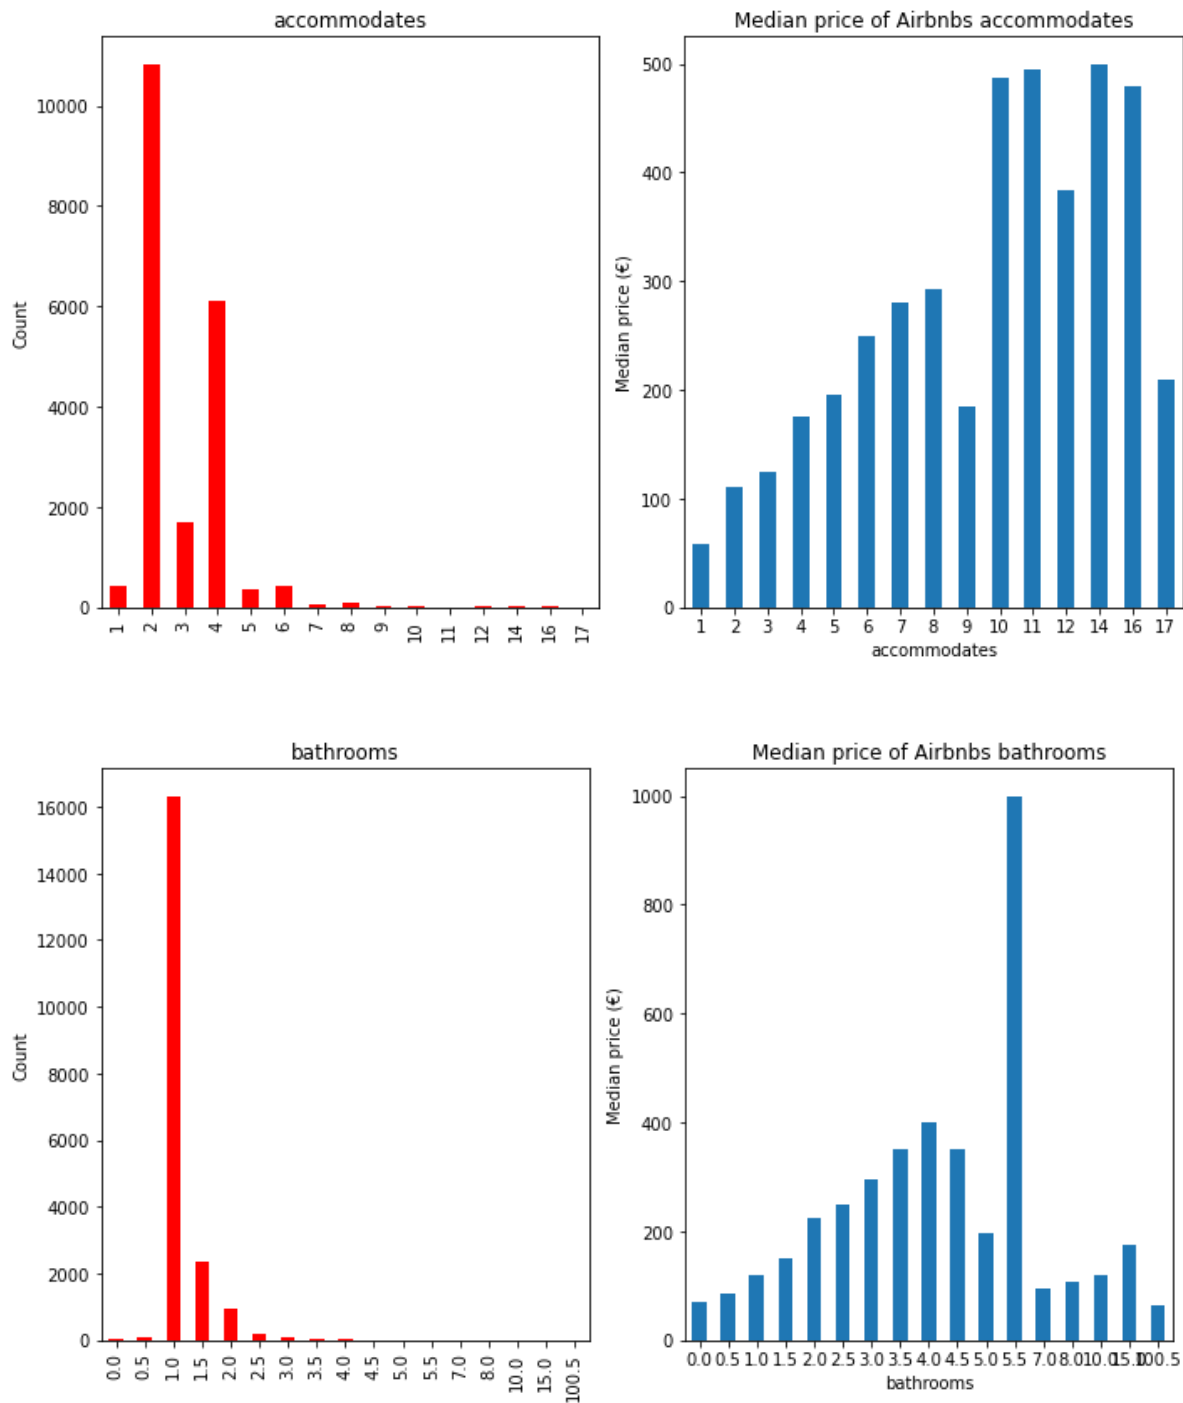 accommodates
Count
10000
8000
6000
4000
2000
0
1 2 3 4 5 6 7 8 9 10 11 12 14 16 17
Median price of Airbnbs accommodates
Median price (€)
500
400
300
200
100
0
1 2 3 4 5 6 7 8 9 10 11 12 14 16 17
accommodates
bathrooms
Count
16000
14000
12000
10000
8000
6000
4000
2000
0
0.0 0.5 1.0 1.5 2.0 2.5 3.0 3.5 4.0 4.5 5.0 5.5 7.0 8.0 10.0 15.0 100.5
Median price of Airbnbs bathrooms
Median price (€)
1000
800
600
400
200
0
0.0 0.5 1.0 1.5 2.0 2.5 3.0 3.5 4.0 4.5 5.0 5.5 7.0 8.0 10.0 15.0 100.5
bathrooms